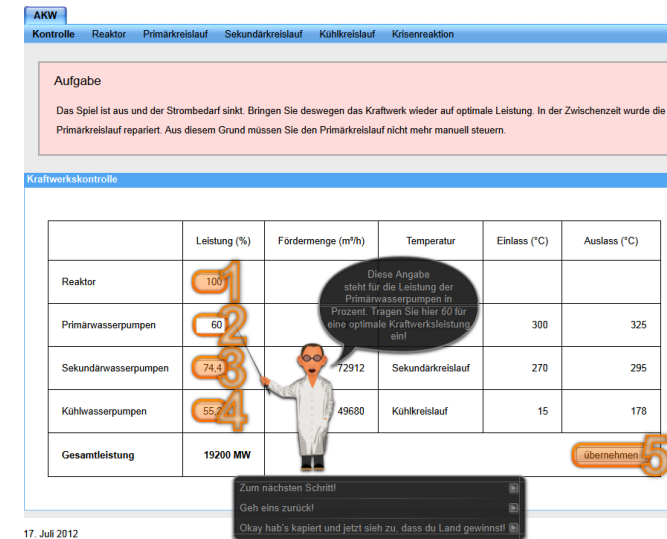 AKW
Kontrolle Reaktor Primärkreislauf Sekundärkreislauf Kühlkreislauf Krisenreaktion
Aufgabe
Das Spiel ist aus und der Strombedarf sinkt. Bringen Sie deswegen das Kraftwerk wieder auf optimale Leistung. In der Zwischenzeit wurde die
Primärkreislauf repariert. Aus diesem Grund müssen Sie den Primärkreislauf nicht mehr manuell steuern.
Kraftwerkskontrolle
Leistung (%) Fördermenge (m³/h) Temperatur Einlass (°C) Auslass (°C)
Reaktor 100 1
Diese Angabe
steht für die Leistung der
Primärwasserpumpen in
Prozent. Tragen Sie hier 60 für
eine optimale Kraftwerksleistung
ein!
Primärwasserpumpen 60 2 300 325
Sekundärwasserpumpen 74,4 3 72912 Sekundärkreislauf 270 295
Kühlwasserpumpen 55,2 4 49680 Kühlkreislauf 15 178
Gesamtleistung 19200 MW übernehmen 5
Zum nächsten Schritt!
Geh eins zurück!
Okay hab's kapiert und jetzt sieh zu, dass du Land gewinnst!
17. Juli 2012